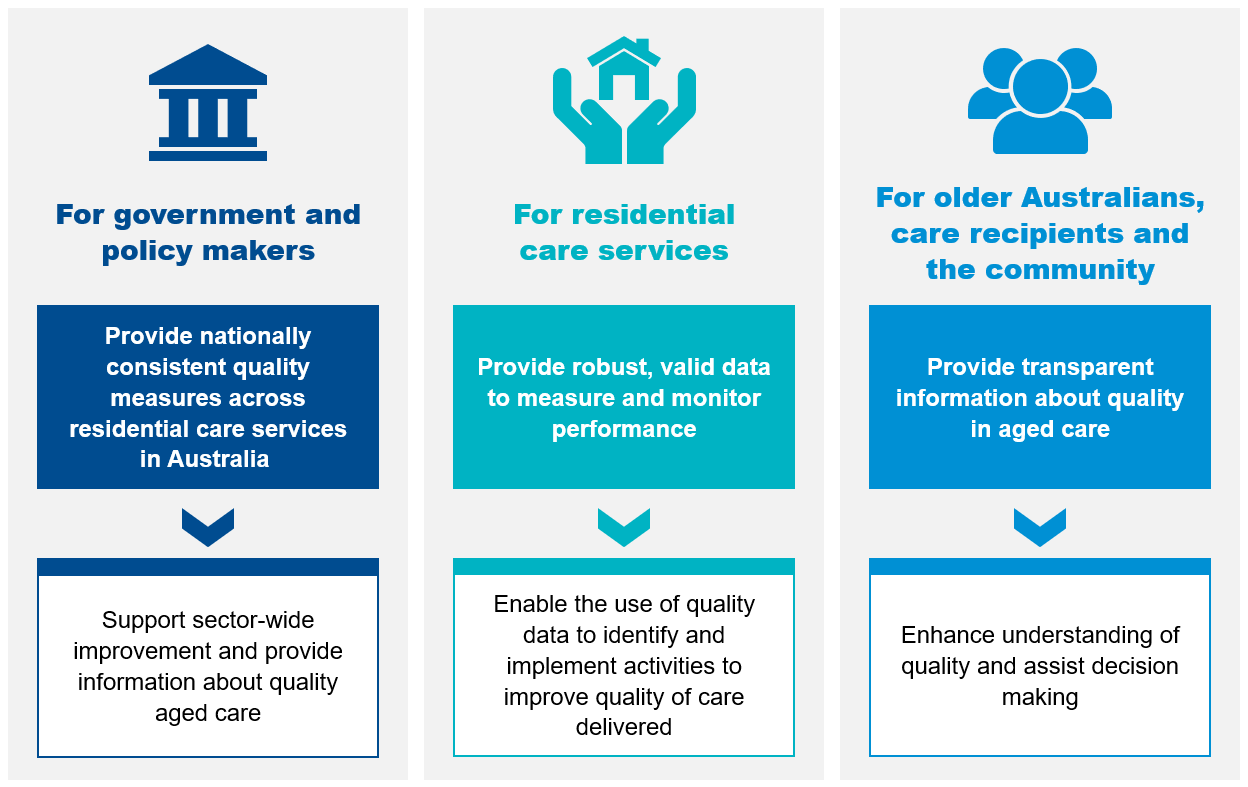 For government and
policy makers
Provide nationally
consistent quality
measures across
residential care services
in Australia
Support sector-wide
improvement and provide
information about quality
aged care
For residential
care services
Provide robust, valid data
to measure and monitor
performance
Enable the use of quality
data to identify and
implement activities to
improve quality of care
delivered
For older Australians,
care recipients and
the community
Provide transparent
information about quality
in aged care
Enhance understanding of
quality and assist decision
making